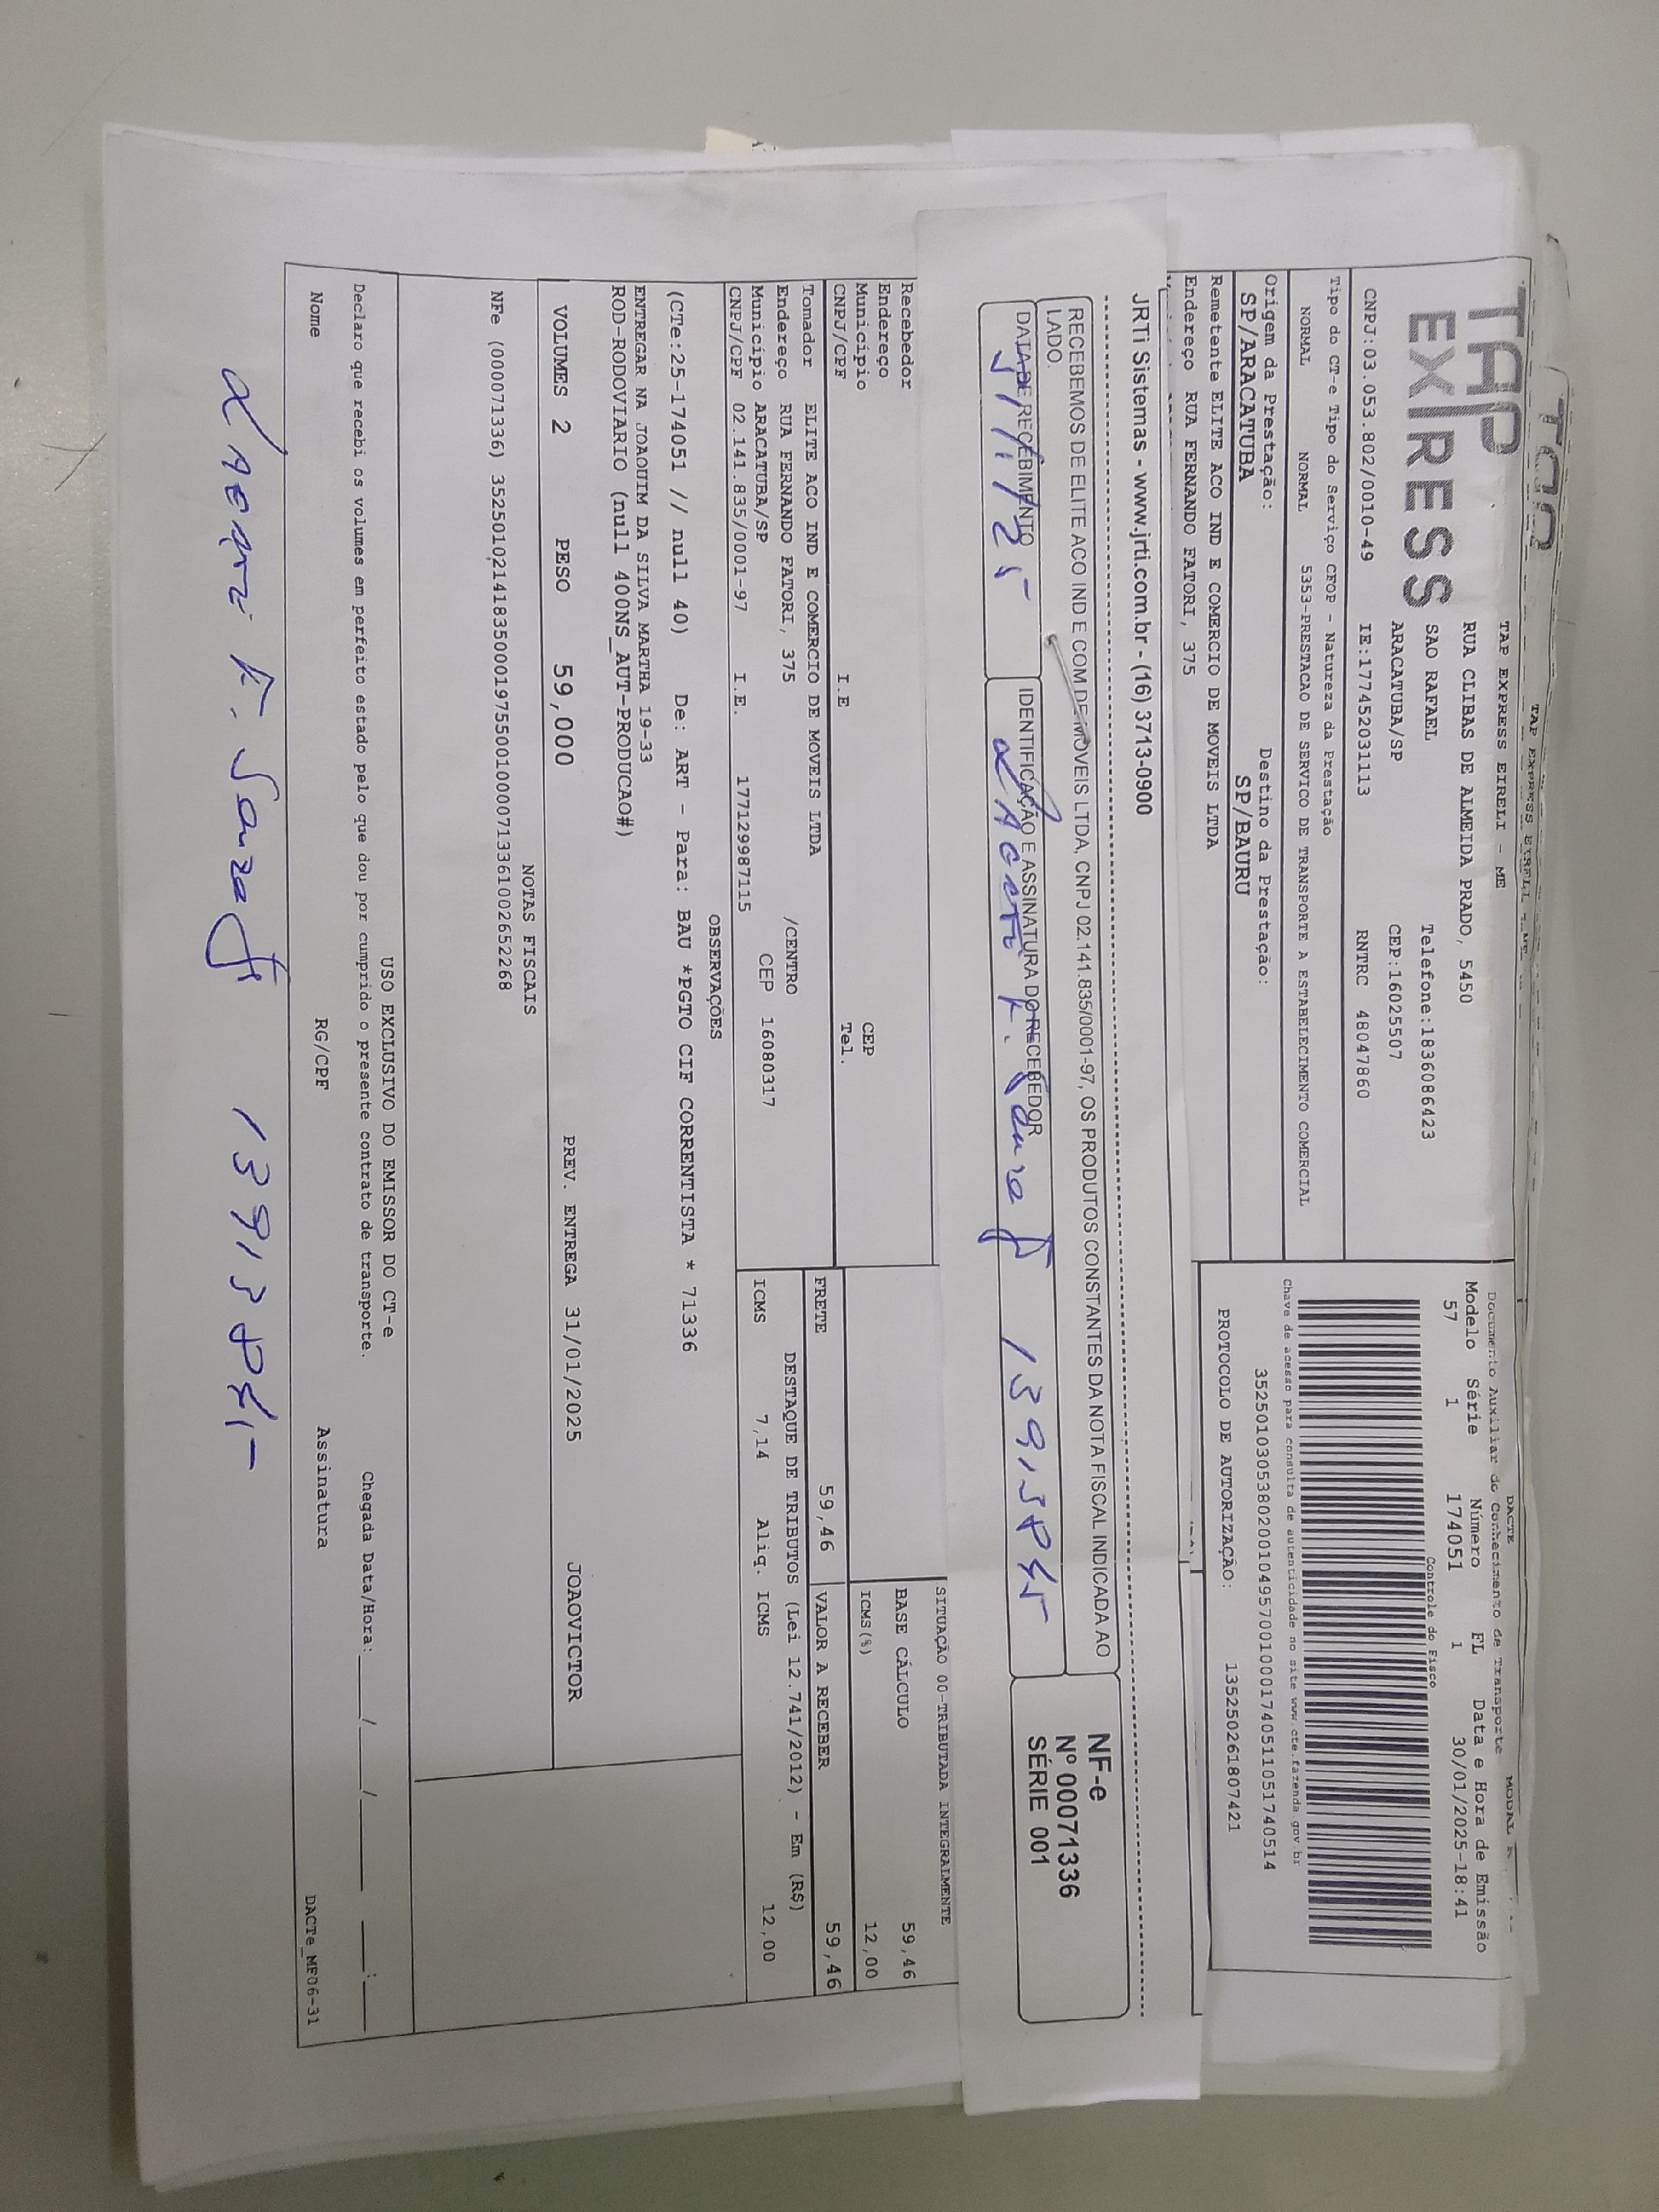 TAP
EXPRESS
TAP EXPRESS EIRELI - ME
RUA CLIBAS DE ALMEIDA PRADO, 5450
SAO RAFAEL Telefone:1836086423
ARACATUBA/SP CEP:16025507
CNPJ:03.053.802/0010-49 IE:177452031113 RNTRC 48047860
DACTE MODAL
Documento Auxiliar do Conhecimento de Transporte
Modelo Série Número FL Data e Hora de Emissão
57 1 174051 1 30/01/2025-18:41
Controle do Fisco
Chave de acesso para consulta de autenticidade no site www.cte.fazenda.gov.br
35250103053802001049570010001740511051740514
PROTOCOLO DE AUTORIZAÇÃO: 135250261807421
Tipo do CT-e Tipo do Serviço CFOP - Natureza da Prestação
NORMAL NORMAL 5353-PRESTACAO DE SERVICO DE TRANSPORTE A ESTABELECIMENTO COMERCIAL
Origem da Prestação: Destino da Prestação:
SP/ARACATUBA SP/BAURU
Remetente ELITE ACO IND E COMERCIO DE MOVEIS LTDA
Endereço RUA FERNANDO FATORI, 375
JRTi Sistemas - www.jrti.com.br - (16) 3713-0900
RECEBEMOS DE ELITE ACO IND E COM DE MOVEIS LTDA, CNPJ 02.141.835/0001-97, OS PRODUTOS CONSTANTES DA NOTA FISCAL INDICADA AO
LADO.
DATA DE RECEBIMENTO IDENTIFICAÇÃO E ASSINATURA DO RECEBEDOR
NF-e
Nº 00071336
SÉRIE 001
SITUAÇÃO 00-TRIBUTADA INTEGRALMENTE
BASE CÁLCULO 59,46
ICMS(%) 12,00
Recebedor
Endereço
Município CEP
CNPJ/CPF I.E Tel.
FRETE 59,46 VALOR A RECEBER 59,46
Tomador ELITE ACO IND E COMERCIO DE MOVEIS LTDA
Endereço RUA FERNANDO FATORI, 375 /CENTRO
Município ARACATUBA/SP CEP 16080317
CNPJ/CPF 02.141.835/0001-97 I.E. 177129987115
DESTAQUE DE TRIBUTOS (Lei 12.741/2012) - Em (R$)
ICMS 7,14 Aliq. ICMS 12,00
OBSERVAÇÕES
(CTe:25-174051 // null 40) De: ART - Para: BAU *PGTO CIF CORRENTISTA * 71336
ENTREGAR NA JOAQUIM DA SILVA MARTHA 19-33
ROD-RODOVIARIO (null 400NS_AUT-PRODUCAO#)
VOLUMES 2 PESO 59,000 PREV. ENTREGA 31/01/2025 JOAOVICTOR
NOTAS FISCAIS
NFe (000071336) 35250102141835000197550010000713361002652268
USO EXCLUSIVO DO EMISSOR DO CT-e
Declaro que recebi os volumes em perfeito estado pelo que dou por cumprido o presente contrato de transporte. Chegada Data/Hora: ____/____/____ ___:___
Nome RG/CPF Assinatura DACTe_MF06-31